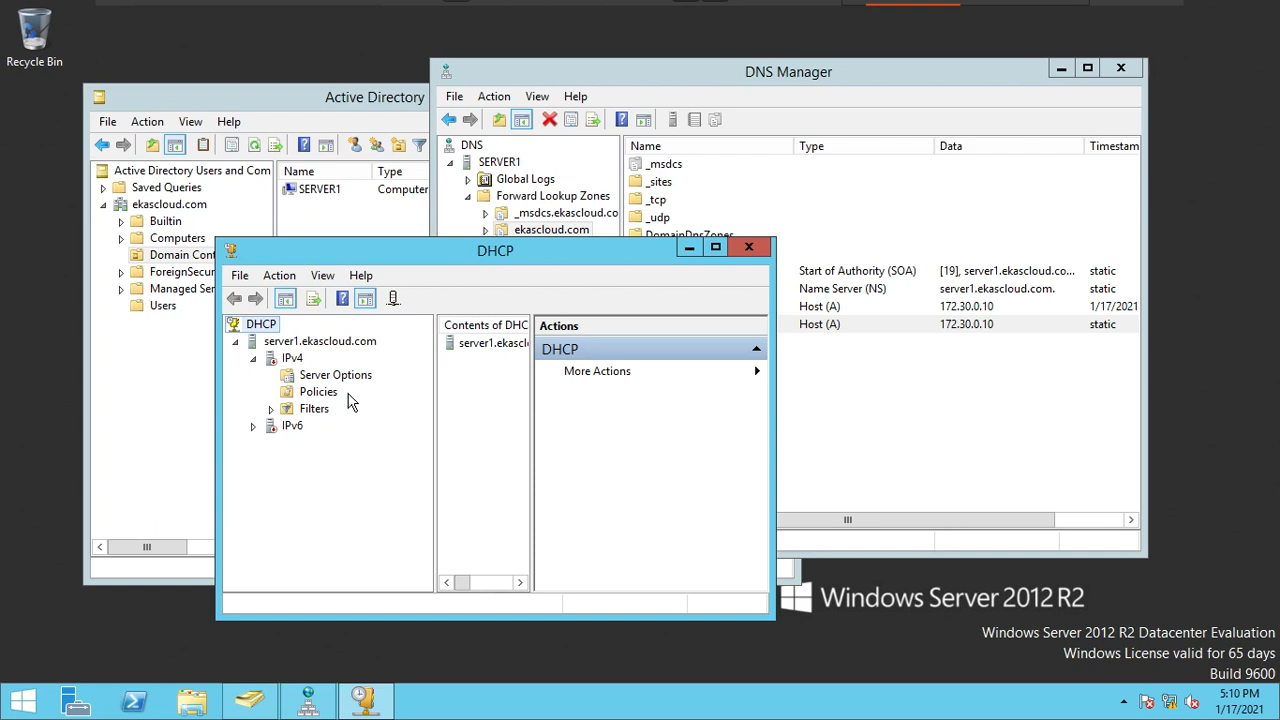 Recycle Bin
Active Directory
File Action View Help
Active Directory Users and Com
Saved Queries
ekascloud.com
Builtin
Computers
Domain Cont
ForeignSecur
Managed Ser
Users
Name Type
SERVER1 Computer
DNS Manager
File Action View Help
DNS
SERVER1
Global Logs
Forward Lookup Zones
_msdcs.ekascloud.co
ekascloud.com
Name Type Data Timestam
_msdcs
_sites
_tcp
_udp
DomainDnsZones
Start of Authority (SOA) [19], server1.ekascloud.co... static
Name Server (NS) server1.ekascloud.com. static
Host (A) 172.30.0.10 1/17/2021
Host (A) 172.30.0.10 static
DHCP
File Action View Help
DHCP
server1.ekascloud.com
IPv4
Server Options
Policies
Filters
IPv6
Contents of DHC
server1.ekascl
Actions
DHCP
More Actions
Windows Server 2012 R2
Windows Server 2012 R2 Datacenter Evaluation
Windows License valid for 65 days
Build 9600
5:10 PM
1/17/2021